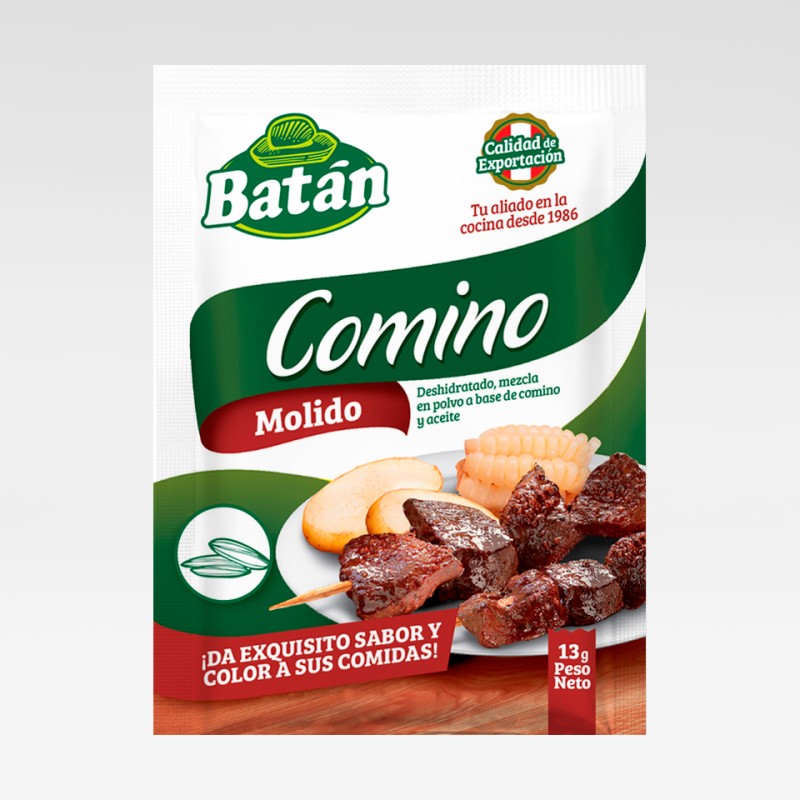 Batán
Calidad de
Exportación
Tu aliado en la
cocina desde 1986
Comino
Molido
Deshidratado, mezcla
en polvo a base de comino
y aceite
¡DA EXQUISITO SABOR Y
COLOR A SUS COMIDAS!
13g
Peso
Neto